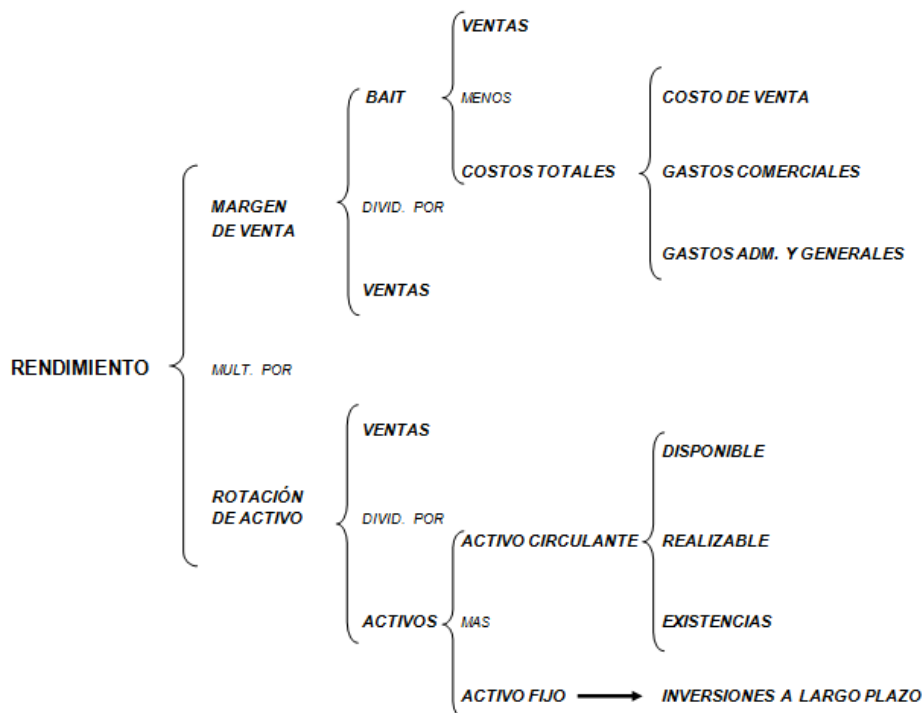 VENTAS
BAIT
MENOS
COSTO DE VENTA
COSTOS TOTALES
GASTOS COMERCIALES
MARGEN
DE VENTA
DIVID. POR
GASTOS ADM. Y GENERALES
VENTAS
RENDIMIENTO
MULT. POR
VENTAS
DISPONIBLE
ROTACIÓN
DE ACTIVO
DIVID. POR
ACTIVO CIRCULANTE
REALIZABLE
ACTIVOS
MAS
EXISTENCIAS
ACTIVO FIJO
INVERSIONES A LARGO PLAZO